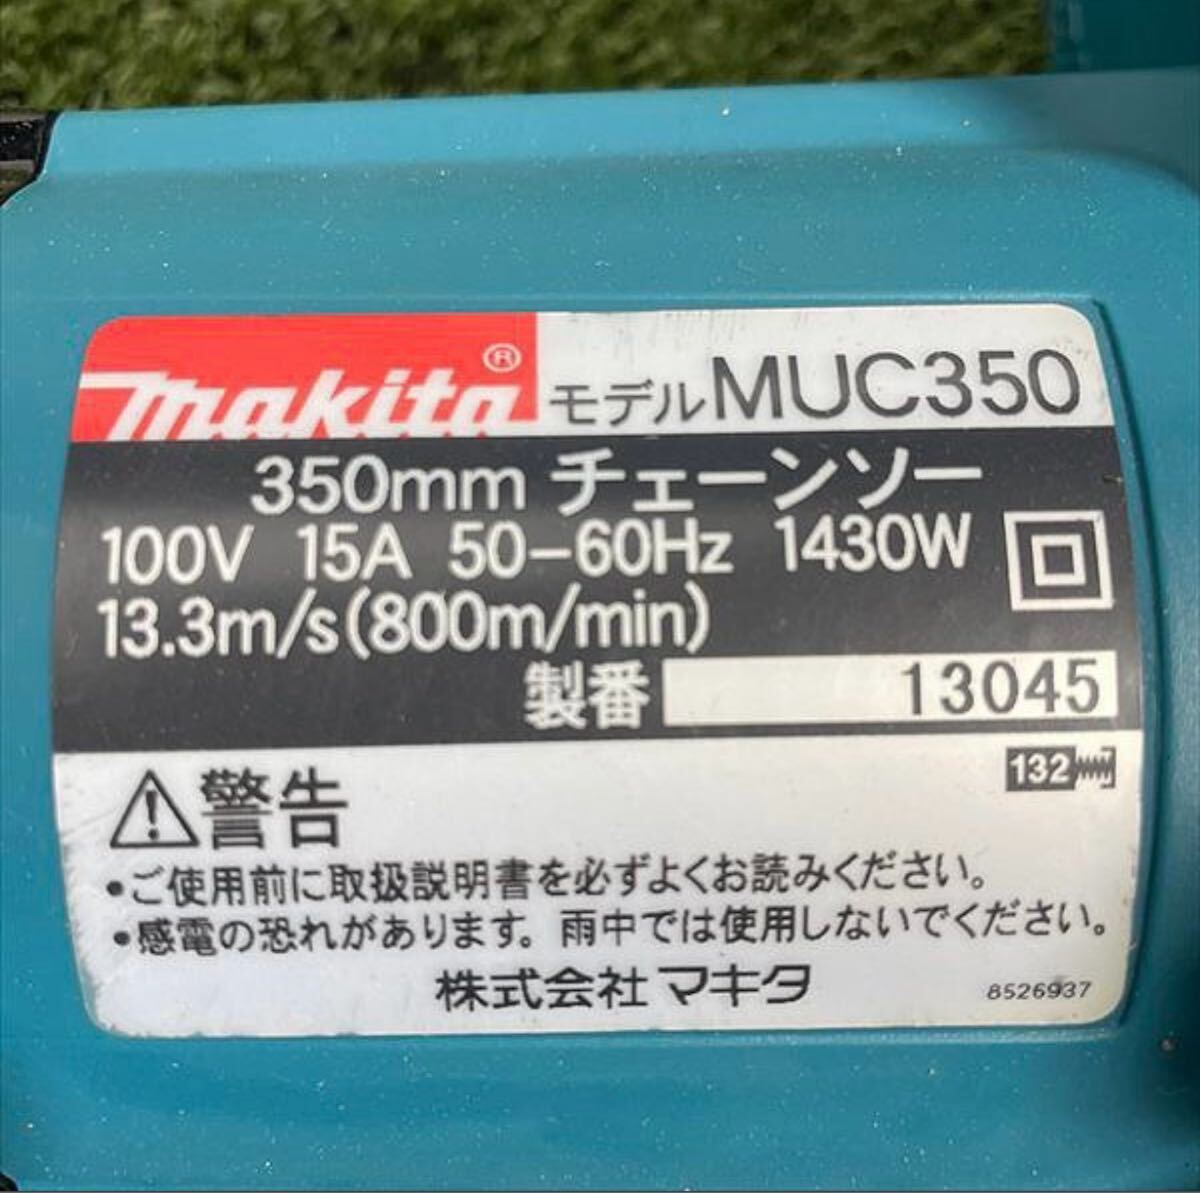 makita®
モデルMUC350
350mm チェーンソー
100V 15A 50-60Hz 1430W
13.3m/s(800m/min)
製番 13045
132
警告
•ご使用前に取扱説明書を必ずよくお読みください。
•感電の恐れがあります。雨中では使用しないでください。
株式会社マキタ
8526937